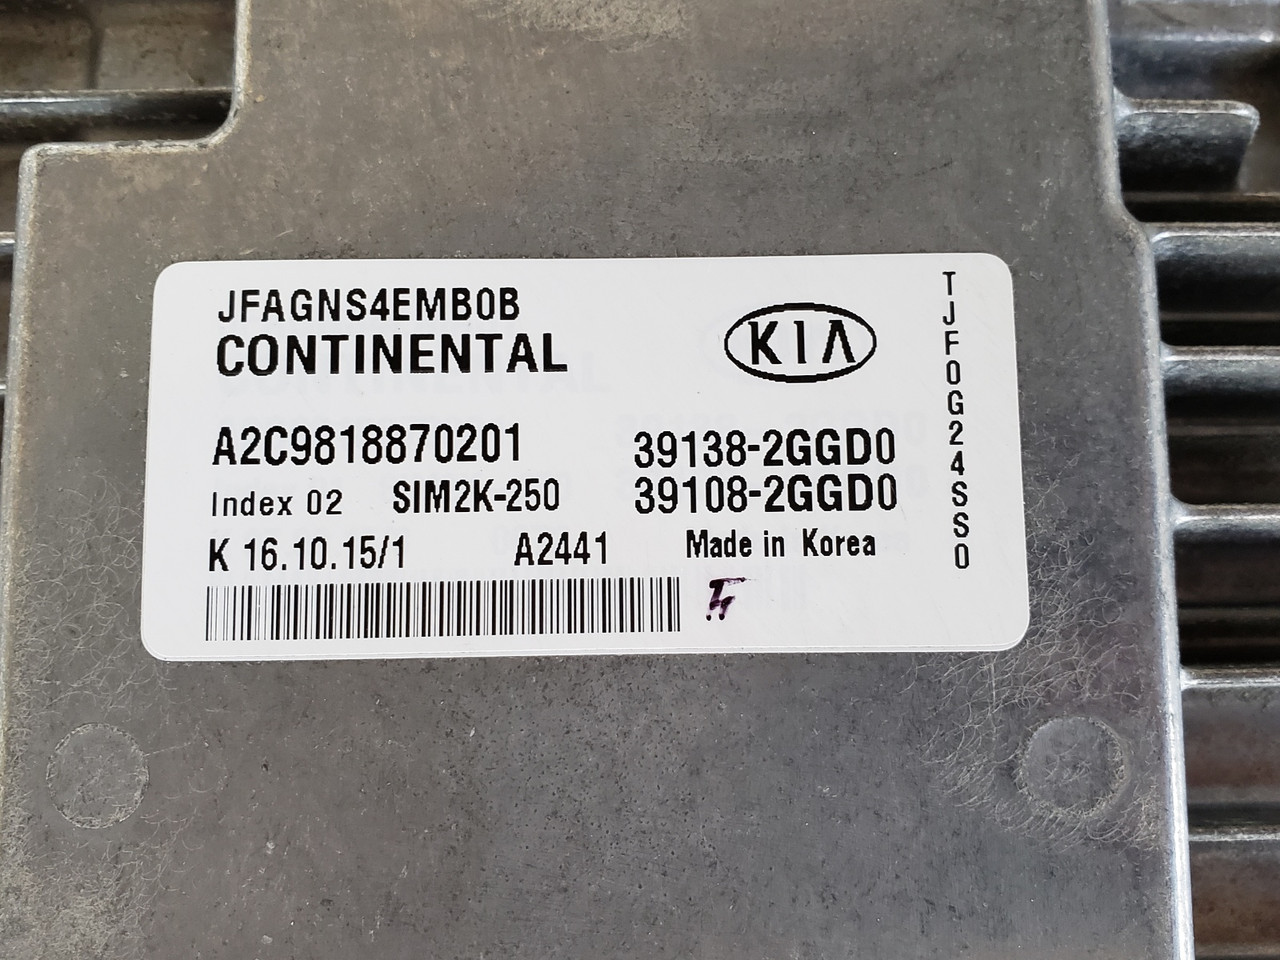 JFAGNS4EMB0B
CONTINENTAL
KIA
A2C9818870201
39138-2GGD0
Index 02 SIM2K-250
39108-2GGD0
K 16.10.15/1 A2441 Made in Korea
TJF0G24SS0